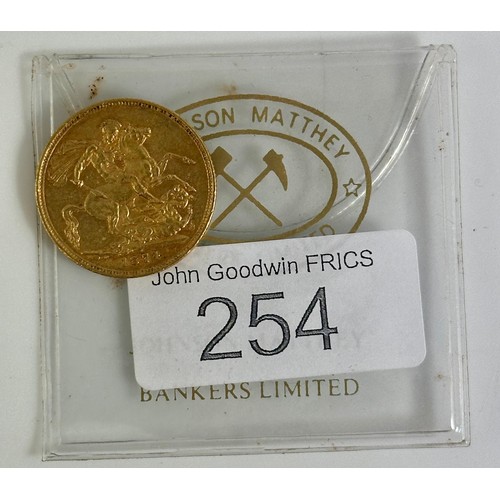 SON MATTHEY
John Goodwin FRICS
254
BANKERS LIMITED